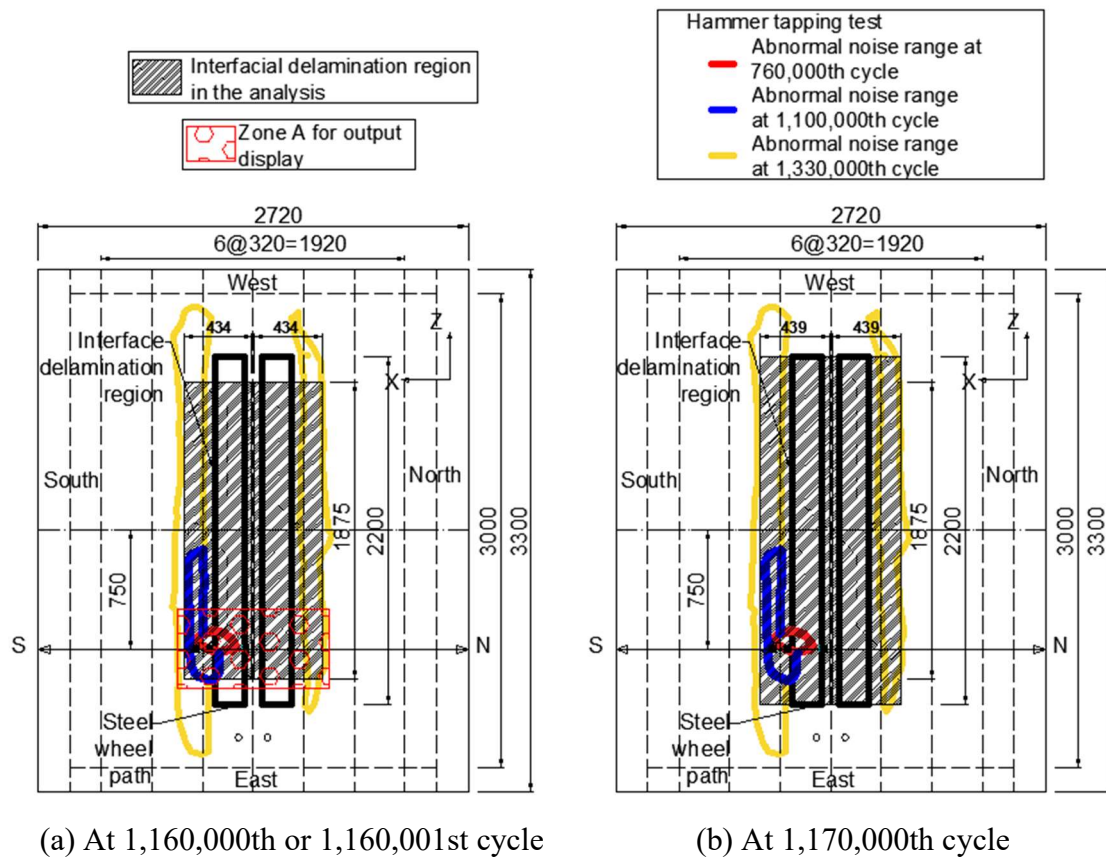 Interfacial delamination region
in the analysis
Zone A for output
display
Hammer tapping test
Abnormal noise range at
760,000th cycle
Abnormal noise range
at 1,100,000th cycle
Abnormal noise range
at 1,330,000th cycle
2720
6@320=1920
West
434
434
Z
X
Interface
delamination
region
South
North
1875
2200
3000
3300
750
S
N
Steel
wheel
path
East
2720
6@320=1920
West
439
439
Z
X
Interface
delamination
region
South
North
1875
2200
3000
3300
750
S
N
Steel
wheel
path
East
(a) At 1,160,000th or 1,160,001st cycle
(b) At 1,170,000th cycle